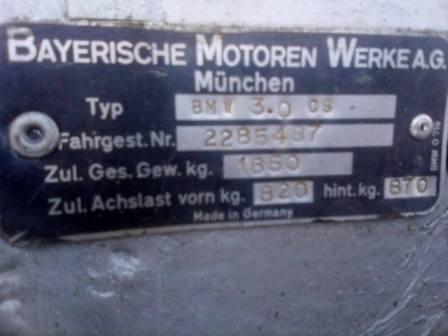 BAYERISCHE MOTOREN WERKE A.G.
München
Typ BMW 3.0 CS
Fahrgest. Nr. 2285487
Zul. Ges. Gew. kg. 1650
Zul. Achslast vorn kg. 820 hint. kg. 870
Made in Germany